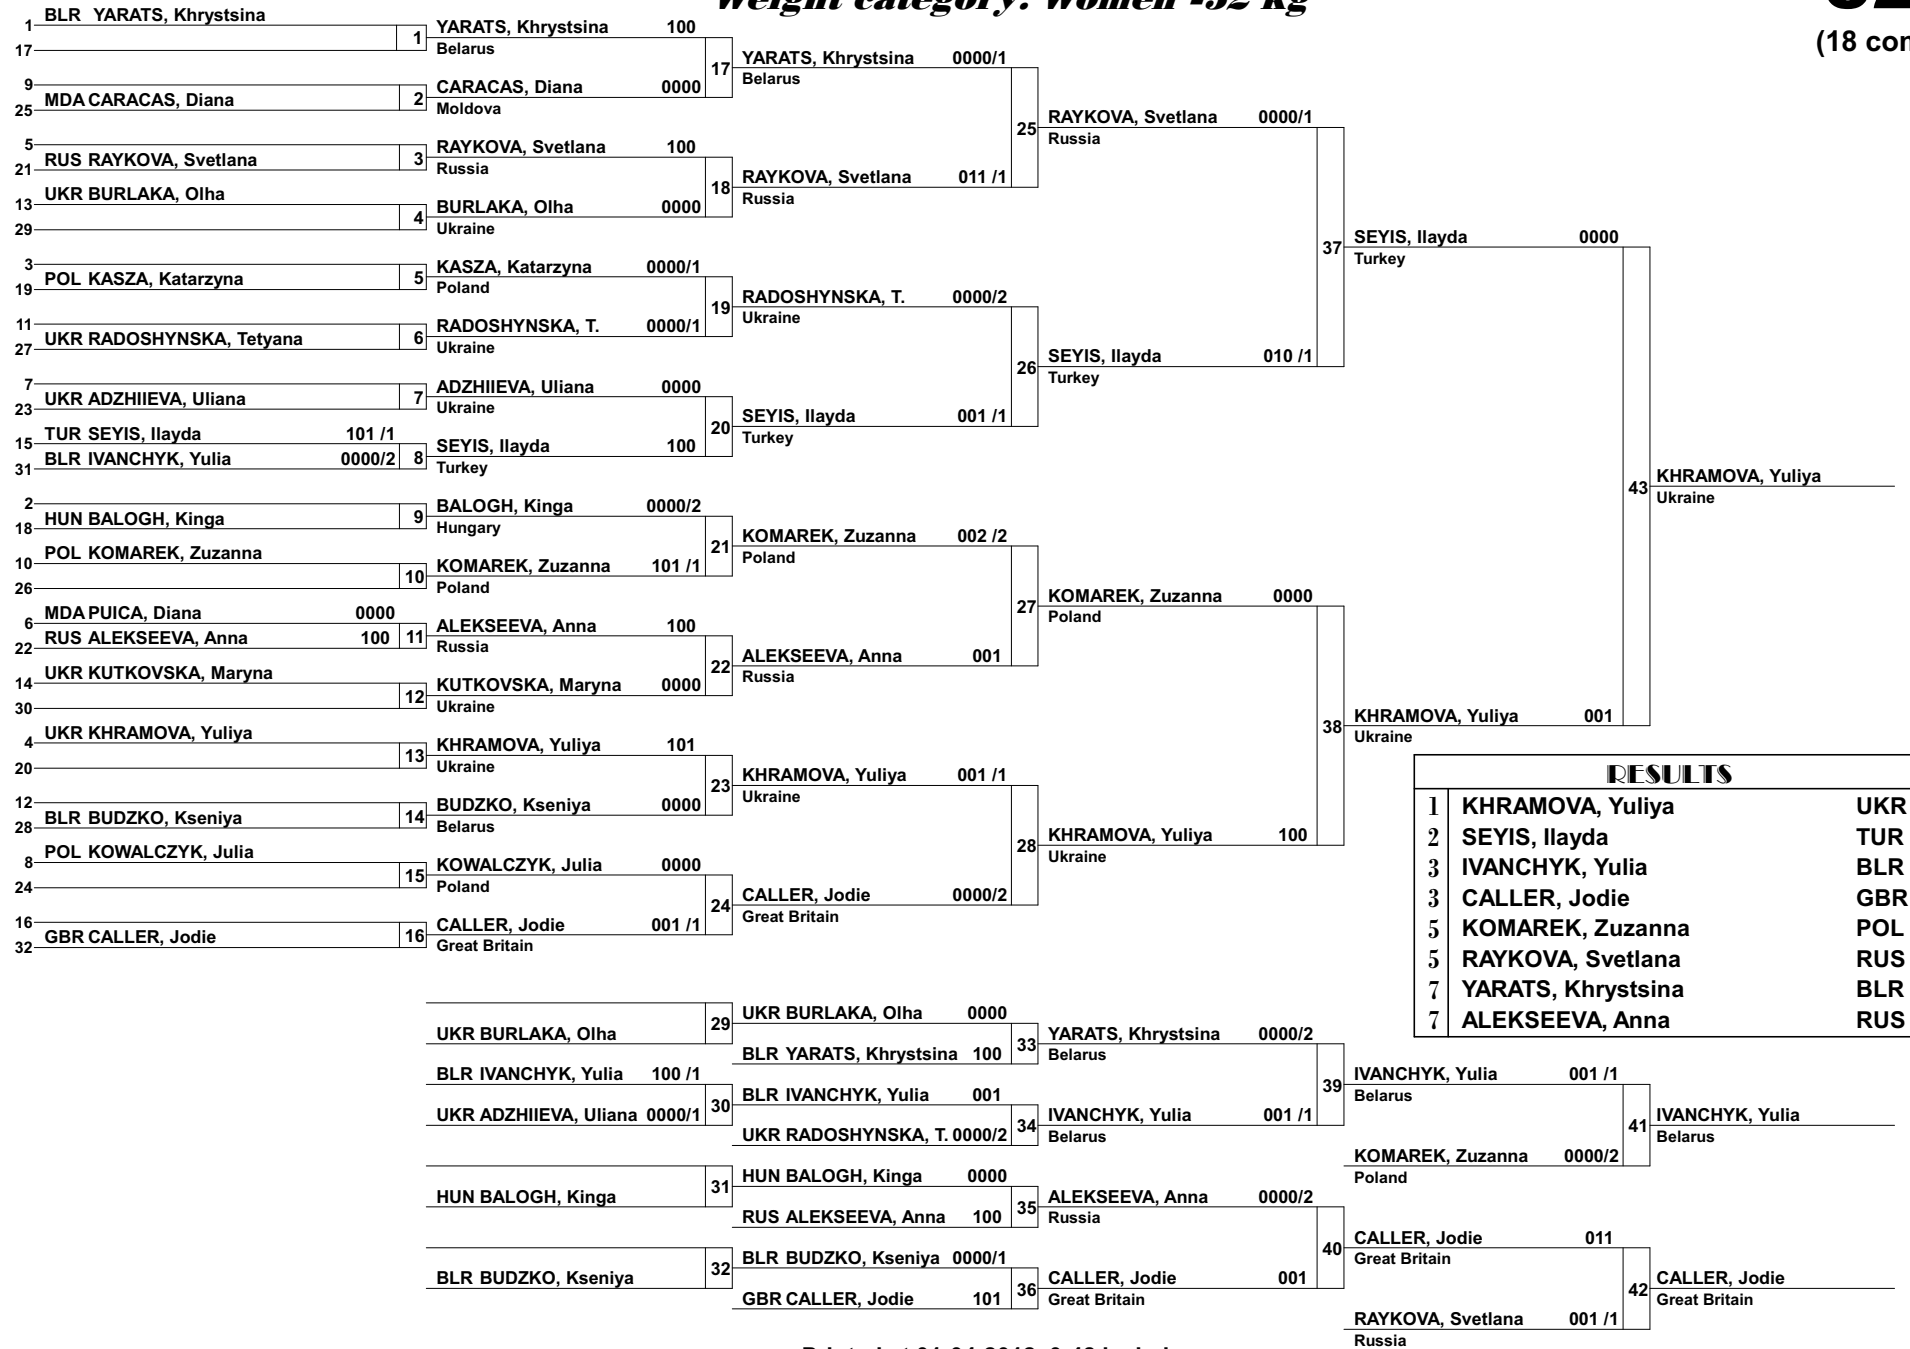 Weight category: Women -52 kg
1 BLR YARATS, Khrystsina
17
1
9
MDA CARACAS, Diana
25
2
5
RUS RAYKOVA, Svetlana
21
3
UKR BURLAKA, Olha
13
29
4
3
POL KASZA, Katarzyna
19
5
11
UKR RADOSHYNSKA, Tetyana
27
6
7
UKR ADZHIIEVA, Uliana
23
7
TUR SEYIS, Ilayda 101 /1
15
BLR IVANCHYK, Yulia 0000/2
31
8
2
HUN BALOGH, Kinga
18
9
POL KOMAREK, Zuzanna
10
26
10
MDA PUICA, Diana 0000
6
RUS ALEKSEEVA, Anna 100
22
11
UKR KUTKOVSKA, Maryna
14
30
12
UKR KHRAMOVA, Yuliya
4
20
13
12
BLR BUDZKO, Kseniya
28
14
POL KOWALCZYK, Julia
8
24
15
16
GBR CALLER, Jodie
32
16
YARATS, Khrystsina 100
Belarus
17
CARACAS, Diana 0000
Moldova
RAYKOVA, Svetlana 100
Russia
18
BURLAKA, Olha 0000
Ukraine
KASZA, Katarzyna 0000/1
Poland
19
RADOSHYNSKA, T. 0000/1
Ukraine
ADZHIIEVA, Uliana 0000
Ukraine
20
SEYIS, Ilayda 100
Turkey
BALOGH, Kinga 0000/2
Hungary
21
KOMAREK, Zuzanna 101 /1
Poland
ALEKSEEVA, Anna 100
Russia
22
KUTKOVSKA, Maryna 0000
Ukraine
KHRAMOVA, Yuliya 101
Ukraine
23
BUDZKO, Kseniya 0000
Belarus
KOWALCZYK, Julia 0000
Poland
24
CALLER, Jodie 001 /1
Great Britain
YARATS, Khrystsina 0000/1
Belarus
25
RAYKOVA, Svetlana 011 /1
Russia
RADOSHYNSKA, T. 0000/2
Ukraine
26
SEYIS, Ilayda 001 /1
Turkey
KOMAREK, Zuzanna 002 /2
Poland
27
ALEKSEEVA, Anna 001
Russia
KHRAMOVA, Yuliya 001 /1
Ukraine
28
CALLER, Jodie 0000/2
Great Britain
RAYKOVA, Svetlana 0000/1
Russia
37
SEYIS, Ilayda 010 /1
Turkey
KOMAREK, Zuzanna 0000
Poland
38
KHRAMOVA, Yuliya 100
Ukraine
SEYIS, Ilayda 0000
Turkey
43
KHRAMOVA, Yuliya 001
Ukraine
KHRAMOVA, Yuliya
Ukraine
RESULTS
1 KHRAMOVA, Yuliya UKR
2 SEYIS, Ilayda TUR
3 IVANCHYK, Yulia BLR
3 CALLER, Jodie GBR
5 KOMAREK, Zuzanna POL
5 RAYKOVA, Svetlana RUS
7 YARATS, Khrystsina BLR
7 ALEKSEEVA, Anna RUS
UKR BURLAKA, Olha
29
BLR IVANCHYK, Yulia 100 /1
UKR ADZHIIEVA, Uliana 0000/1
30
HUN BALOGH, Kinga
31
BLR BUDZKO, Kseniya
32
UKR BURLAKA, Olha 0000
BLR YARATS, Khrystsina 100
33
BLR IVANCHYK, Yulia 001
UKR RADOSHYNSKA, T. 0000/2
34
HUN BALOGH, Kinga 0000
RUS ALEKSEEVA, Anna 100
35
BLR BUDZKO, Kseniya 0000/1
GBR CALLER, Jodie 101
36
YARATS, Khrystsina 0000/2
Belarus
39
IVANCHYK, Yulia 001 /1
Belarus
ALEKSEEVA, Anna 0000/2
Russia
40
CALLER, Jodie 001
Great Britain
IVANCHYK, Yulia 001 /1
Belarus
41
KOMAREK, Zuzanna 0000/2
Poland
CALLER, Jodie 011
Great Britain
42
RAYKOVA, Svetlana 001 /1
Russia
IVANCHYK, Yulia
Belarus
CALLER, Jodie
Great Britain